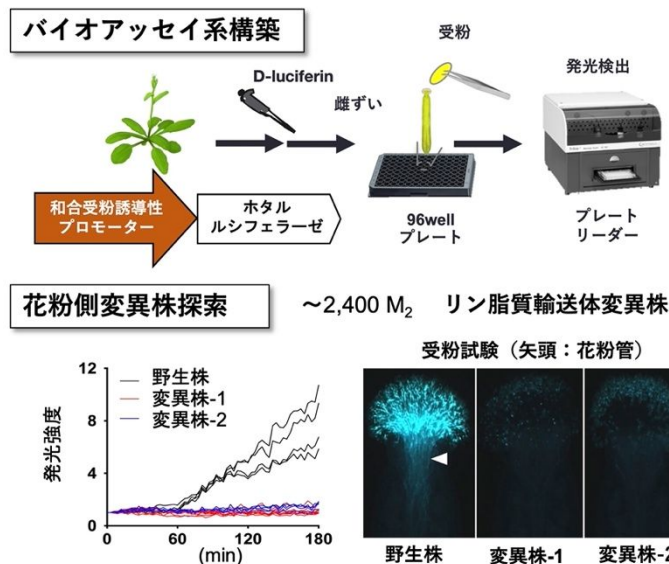 バイオアッセイ系構築
受粉
D-luciferin
雌ずい
発光検出
和合受粉誘導性
プロモーター
ホタル
ルシフェラーゼ
96well
プレート
プレート
リーダー
花粉側変異株探索
～2,400 M₂
リン脂質輸送体変異株
受粉試験（矢頭：花粉管）
12
8
4
0
発光強度
野生株
変異株-1
変異株-2
0
60
120
180
(min)
野生株
変異株-1
変異株-2